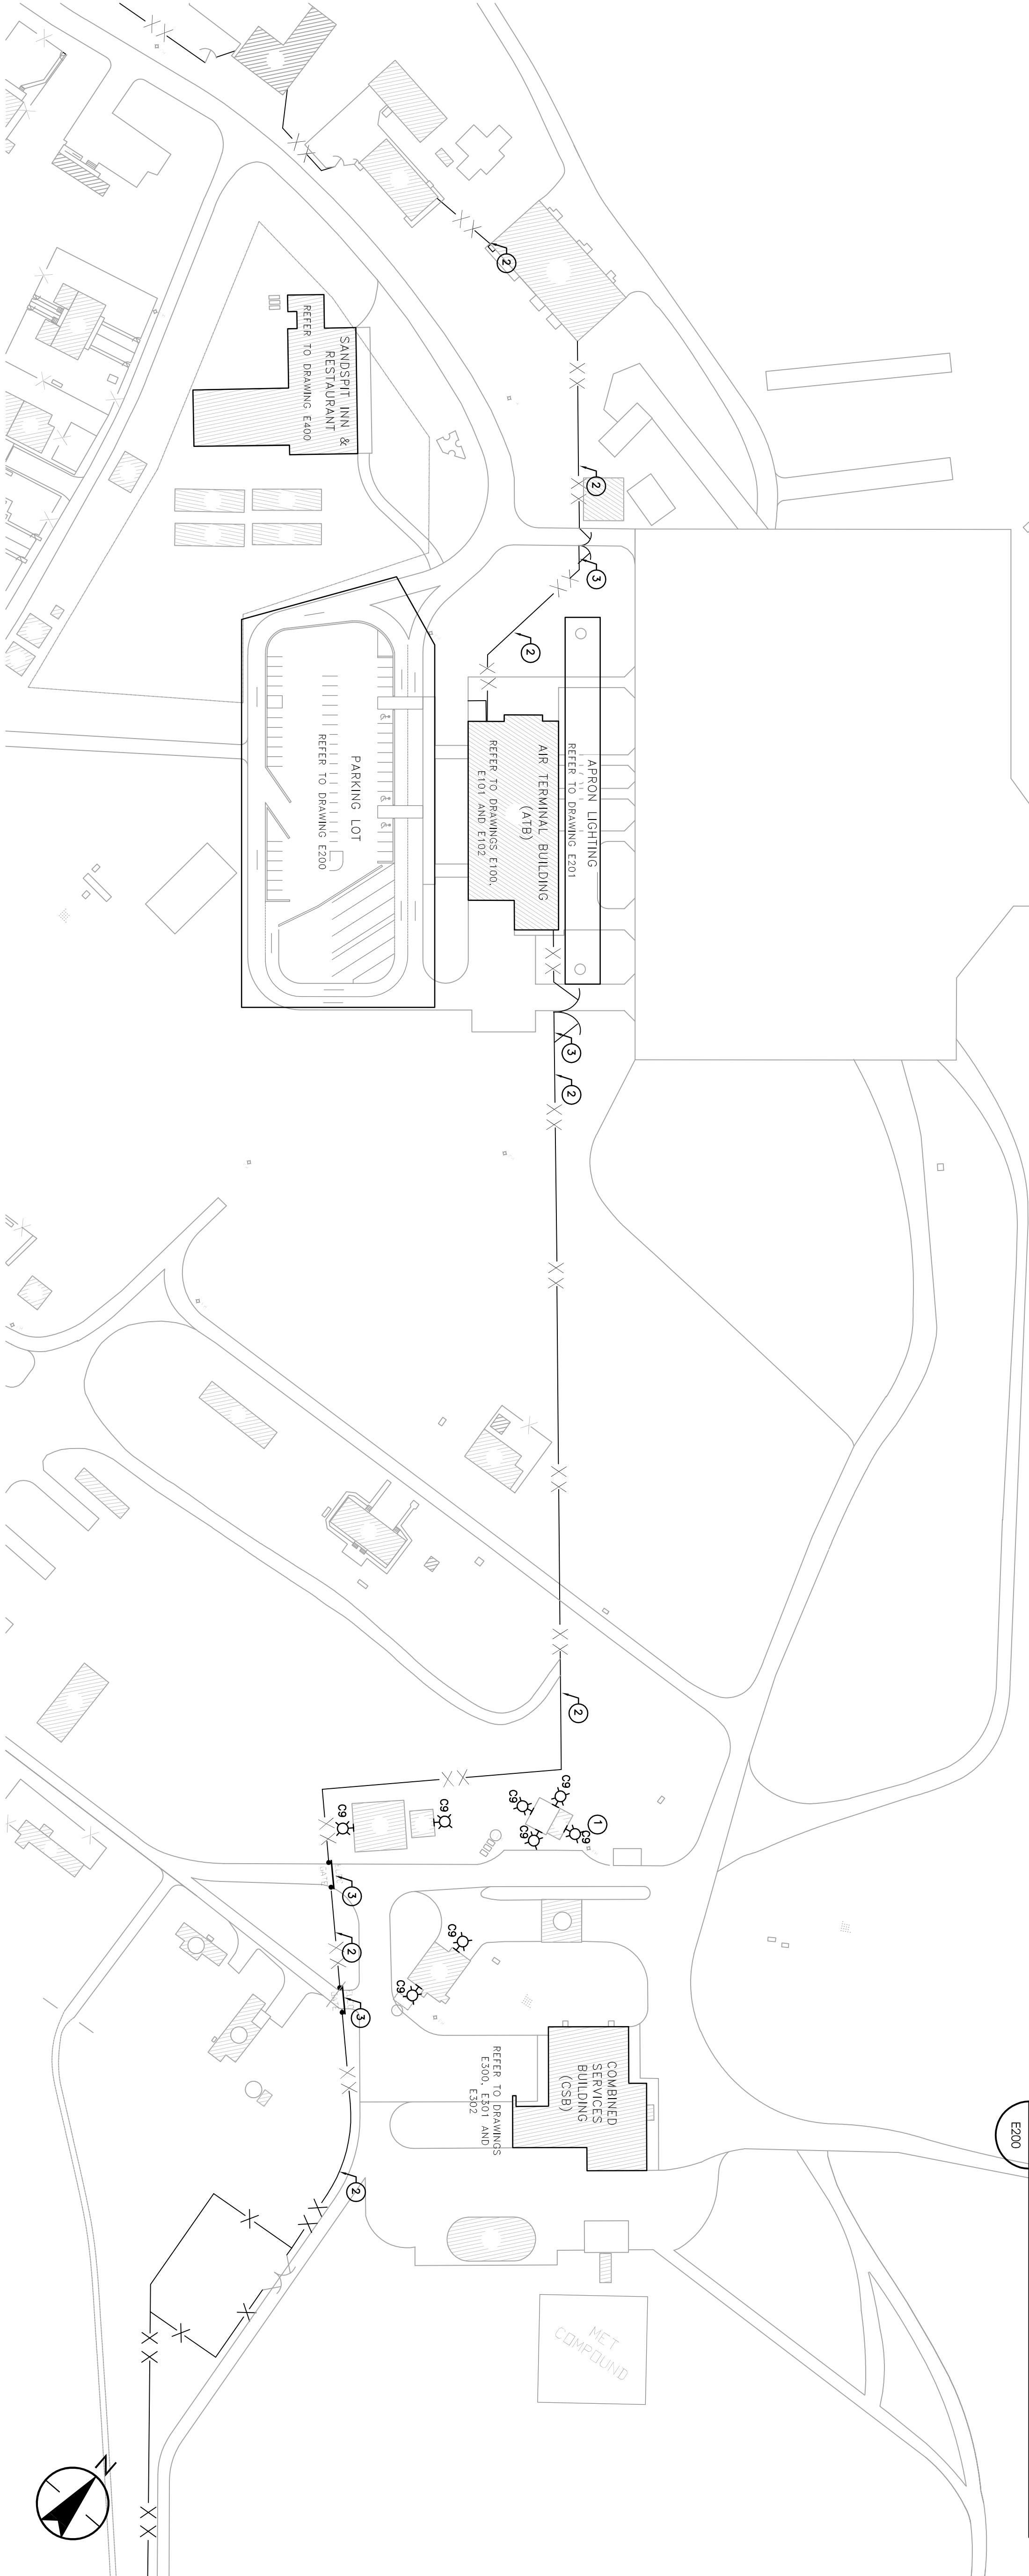 2
SANDSPIT INN &
RESTAURANT
REFER TO DRAWING E400
2
3
2
APRON LIGHTING
REFER TO DRAWING E201
AIR TERMINAL BUILDING
(ATB)
REFER TO DRAWINGS E100,
E101 AND E102
PARKING LOT
REFER TO DRAWING E200
3
2
2
C9
C9
C9
C9
1
C9
C9
3
2
3
C9
C9
COMBINED
SERVICES
BUILDING
(CSB)
REFER TO DRAWINGS
E300, E301 AND
E302
E200
2
MET
COMPOUND
N